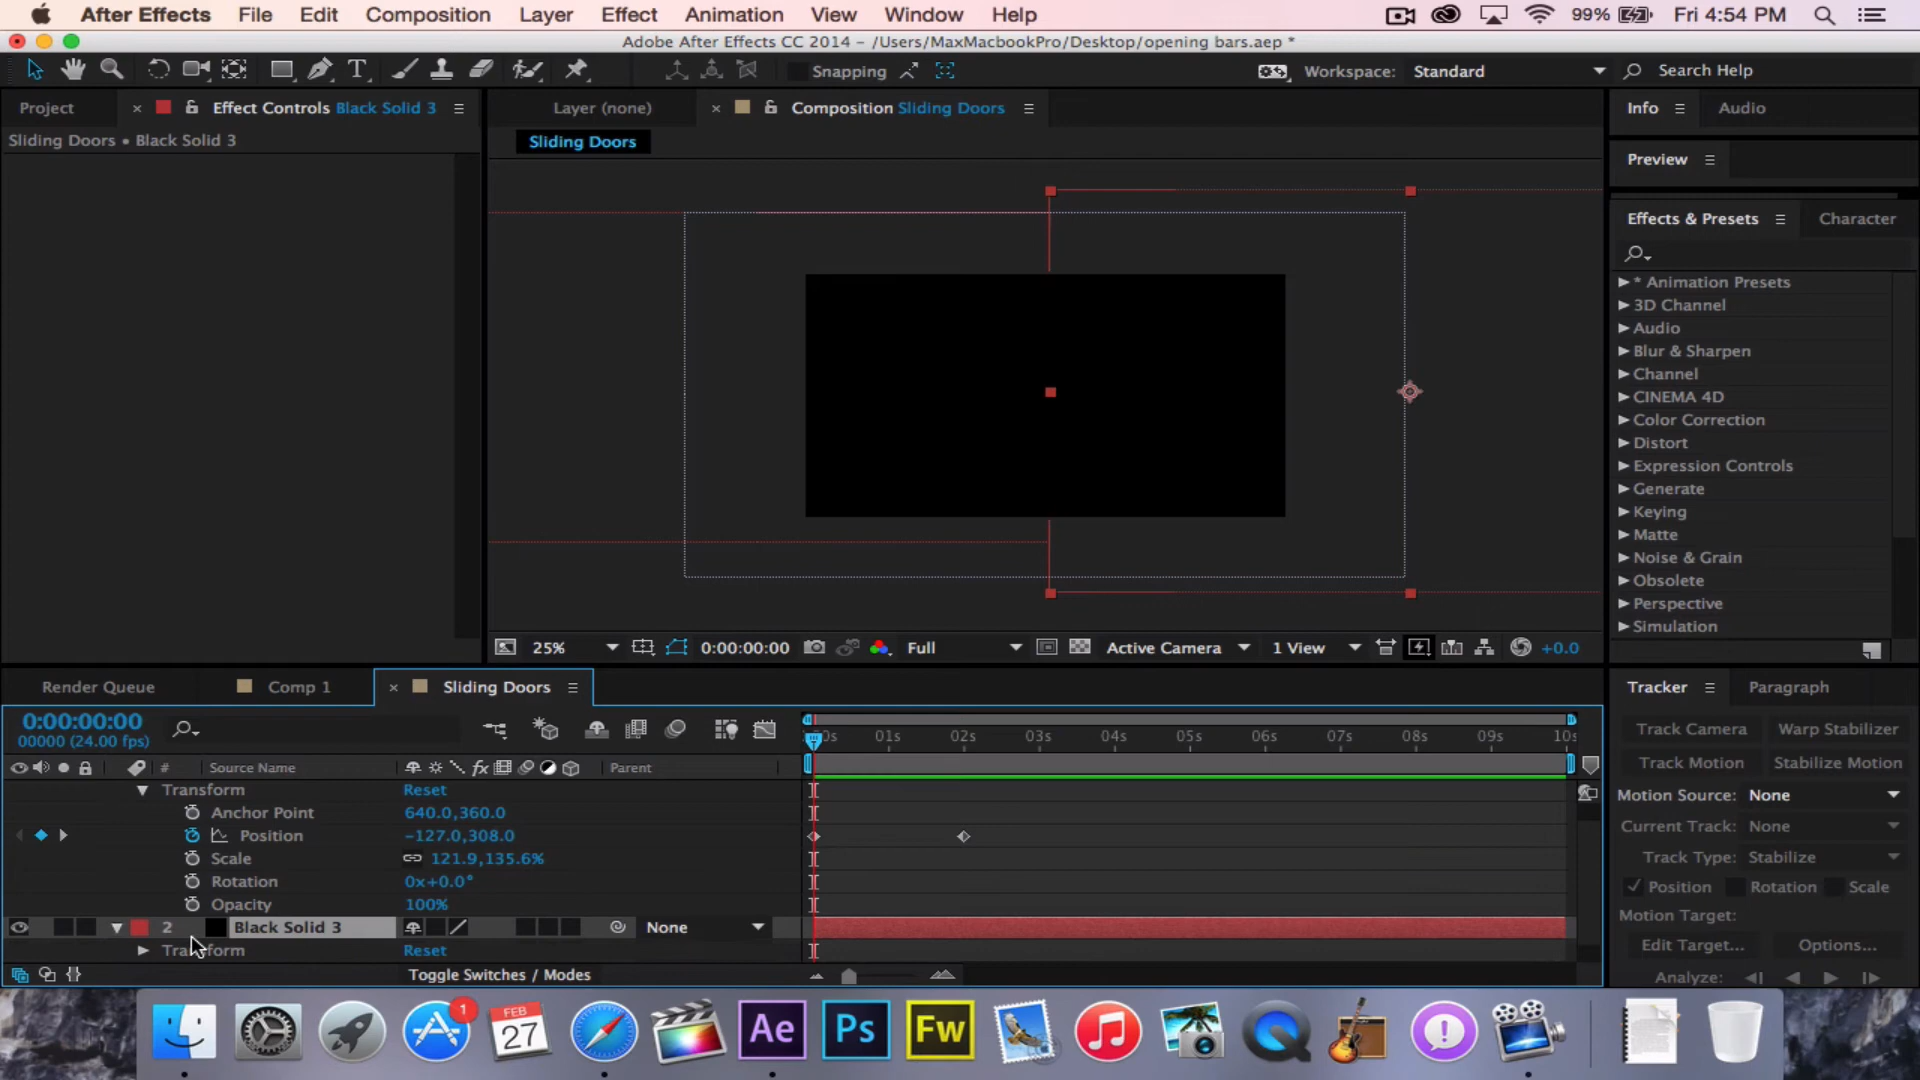 After Effects File Edit Composition Layer Effect Animation View Window Help 99% Fri 4:54 PM
Adobe After Effects CC 2014 - /Users/MaxMacbookPro/Desktop/opening bars.aep *
T Snapping Workspace: Standard Search Help
Project × Effect Controls Black Solid 3 Layer (none) × Composition Sliding Doors Info Audio
Sliding Doors • Black Solid 3 Sliding Doors
Preview
Effects & Presets Character
* Animation Presets
3D Channel
Audio
Blur & Sharpen
Channel
CINEMA 4D
Color Correction
Distort
Expression Controls
Generate
Keying
Matte
Noise & Grain
Obsolete
Perspective
Simulation
25% 0:00:00:00 Full Active Camera 1 View +0.0
Render Queue Comp 1 × Sliding Doors Tracker Paragraph
0:00:00:00
00000 (24.00 fps)
01s 02s 03s 04s 05s 06s 07s 08s 09s
# Source Name fx Parent
Transform Reset
Anchor Point 640.0,360.0
Position -127.0,308.0
Scale 121.9,135.6%
Rotation 0x+0.0°
Opacity 100%
2 Black Solid 3 None
Transform Reset
Toggle Switches / Modes
Track Camera Warp Stabilizer
Track Motion Stabilize Motion
Motion Source: None
Current Track: None
Track Type: Stabilize
Position Rotation Scale
Motion Target:
Edit Target... Options...
Analyze:
1 FEB 27 Ae Ps Fw